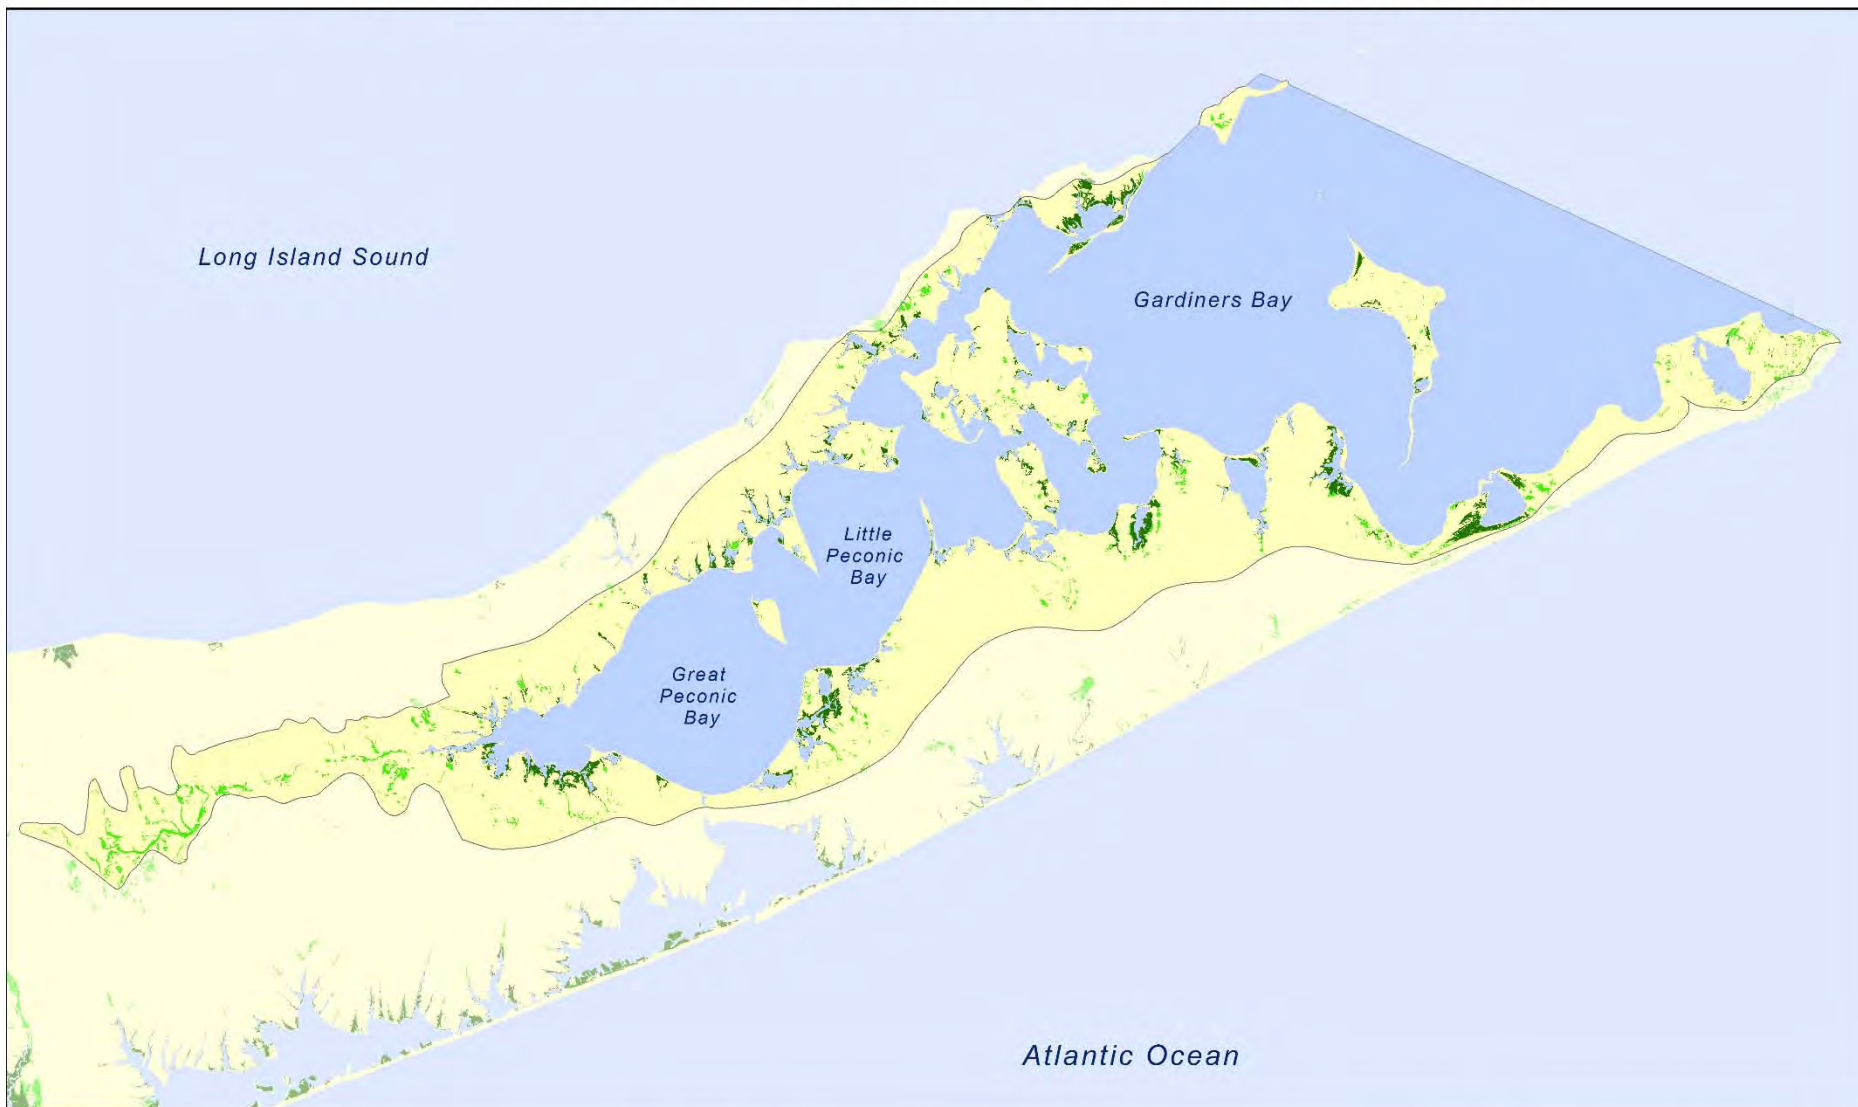 Long Island Sound
Gardiners Bay
Little
Peconic
Bay
Great
Peconic
Bay
Atlantic Ocean